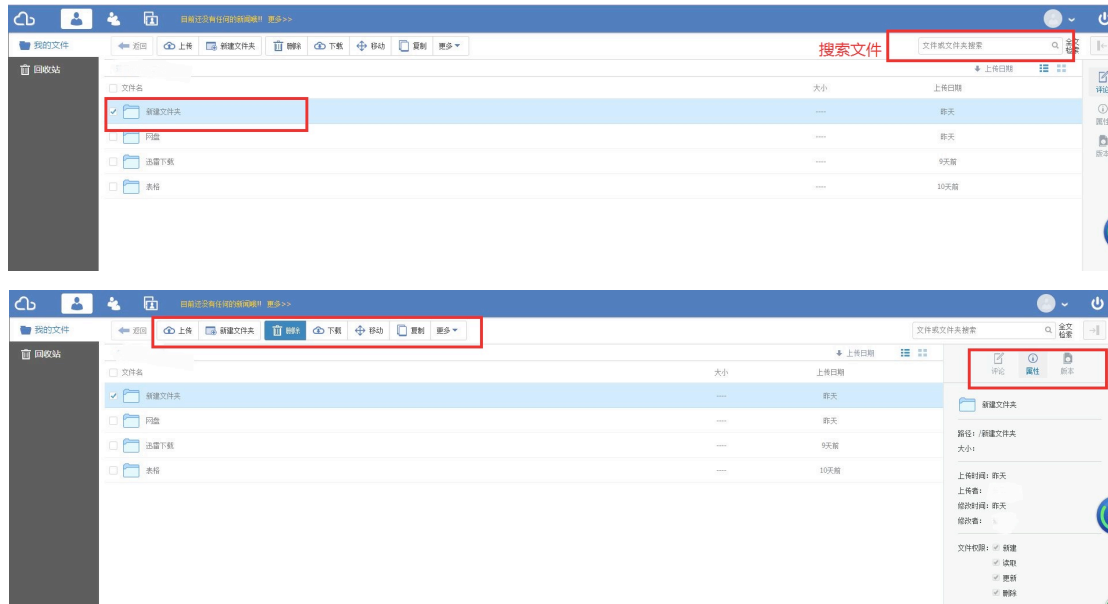 目前还没有任何的新闻哦!! 更多>>
我的文件
返回 上传 新建文件夹 删除 下载 移动 复制 更多
搜索文件
文件或文件夹搜索
全文检索
回收站
上传日期
评论
文件名 大小 上传日期
新建文件夹 ---- 昨天
属性
网盘 ---- 昨天
版本
迅雷下载 ---- 9天前
表格 ---- 10天前
目前还没有任何的新闻哦!! 更多>>
我的文件
返回 上传 新建文件夹 删除 下载 移动 复制 更多
文件或文件夹搜索
全文检索
回收站
上传日期
评论 属性 版本
文件名 大小 上传日期
新建文件夹 ---- 昨天
网盘 ---- 昨天
迅雷下载 ---- 9天前
表格 ---- 10天前
新建文件夹
路径: /新建文件夹
大小:
上传时间: 昨天
上传者:
修改时间: 昨天
修改者:
文件权限: 新建
读取
更新
删除